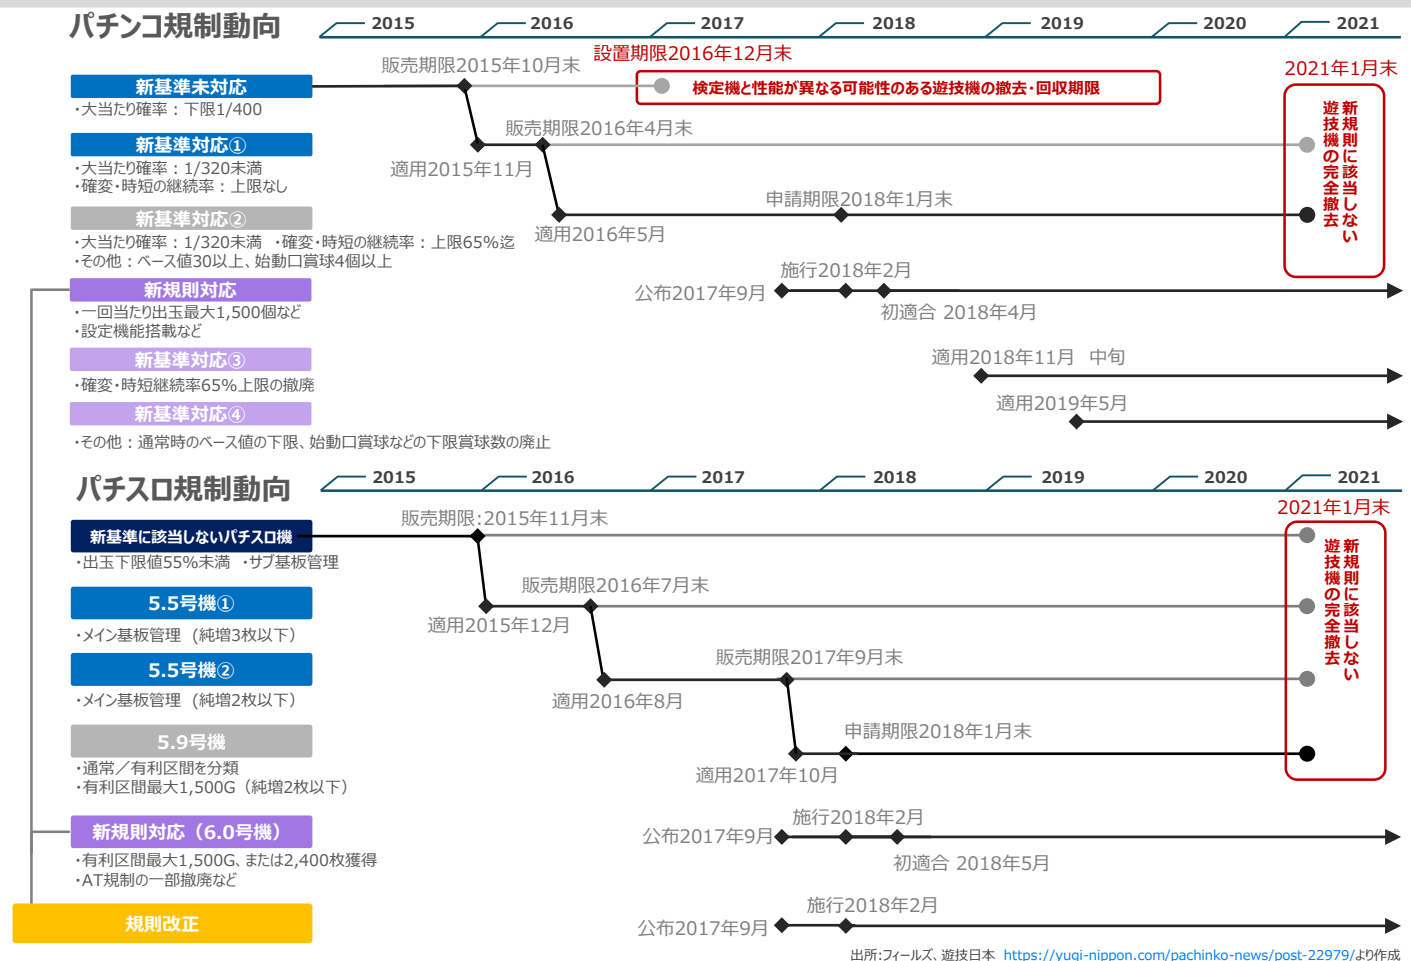 パチンコ規制動向
2015 2016 2017 2018 2019 2020 2021
設置期限2016年12月末
販売期限2015年10月末
2021年1月末
新基準未対応
検定機と性能が異なる可能性のある遊技機の撤去・回収期限
・大当たり確率：下限1/400
新規則に該当しない
遊技機の完全撤去
販売期限2016年4月末
新基準対応①
適用2015年11月
・大当たり確率：1/320未満
・確変・時短の継続率：上限なし
申請期限2018年1月末
新基準対応②
適用2016年5月
・大当たり確率：1/320未満 ・確変・時短の継続率：上限65%迄
・その他：ベース値30以上、始動口賞球4個以上
施行2018年2月
新規則対応
公布2017年9月
・一回当たり出玉最大1,500個など
初適合 2018年4月
・設定機能搭載など
適用2018年11月 中旬
新基準対応③
・確変・時短継続率65%上限の撤廃
適用2019年5月
新基準対応④
・その他：通常時のベース値の下限、始動口賞球などの下限賞球数の廃止
パチスロ規制動向
2015 2016 2017 2018 2019 2020 2021
2021年1月末
販売期限:2015年11月末
新基準に該当しないパチスロ機
・出玉下限値55%未満 ・サブ基板管理
新規則に該当しない
遊技機の完全撤去
販売期限2016年7月末
5.5号機①
適用2015年12月
・メイン基板管理 (純増3枚以下)
販売期限2017年9月末
5.5号機②
・メイン基板管理 (純増2枚以下)
適用2016年8月
申請期限2018年1月末
5.9号機
・通常／有利区間を分類
適用2017年10月
・有利区間最大1,500G（純増2枚以下）
施行2018年2月
新規則対応（6.0号機）
公布2017年9月
・有利区間最大1,500G、または2,400枚獲得
初適合 2018年5月
・AT規制の一部撤廃など
施行2018年2月
規則改正
公布2017年9月
出所:フィールズ、遊技日本 https://yugi-nippon.com/pachinko-news/post-22979/より作成